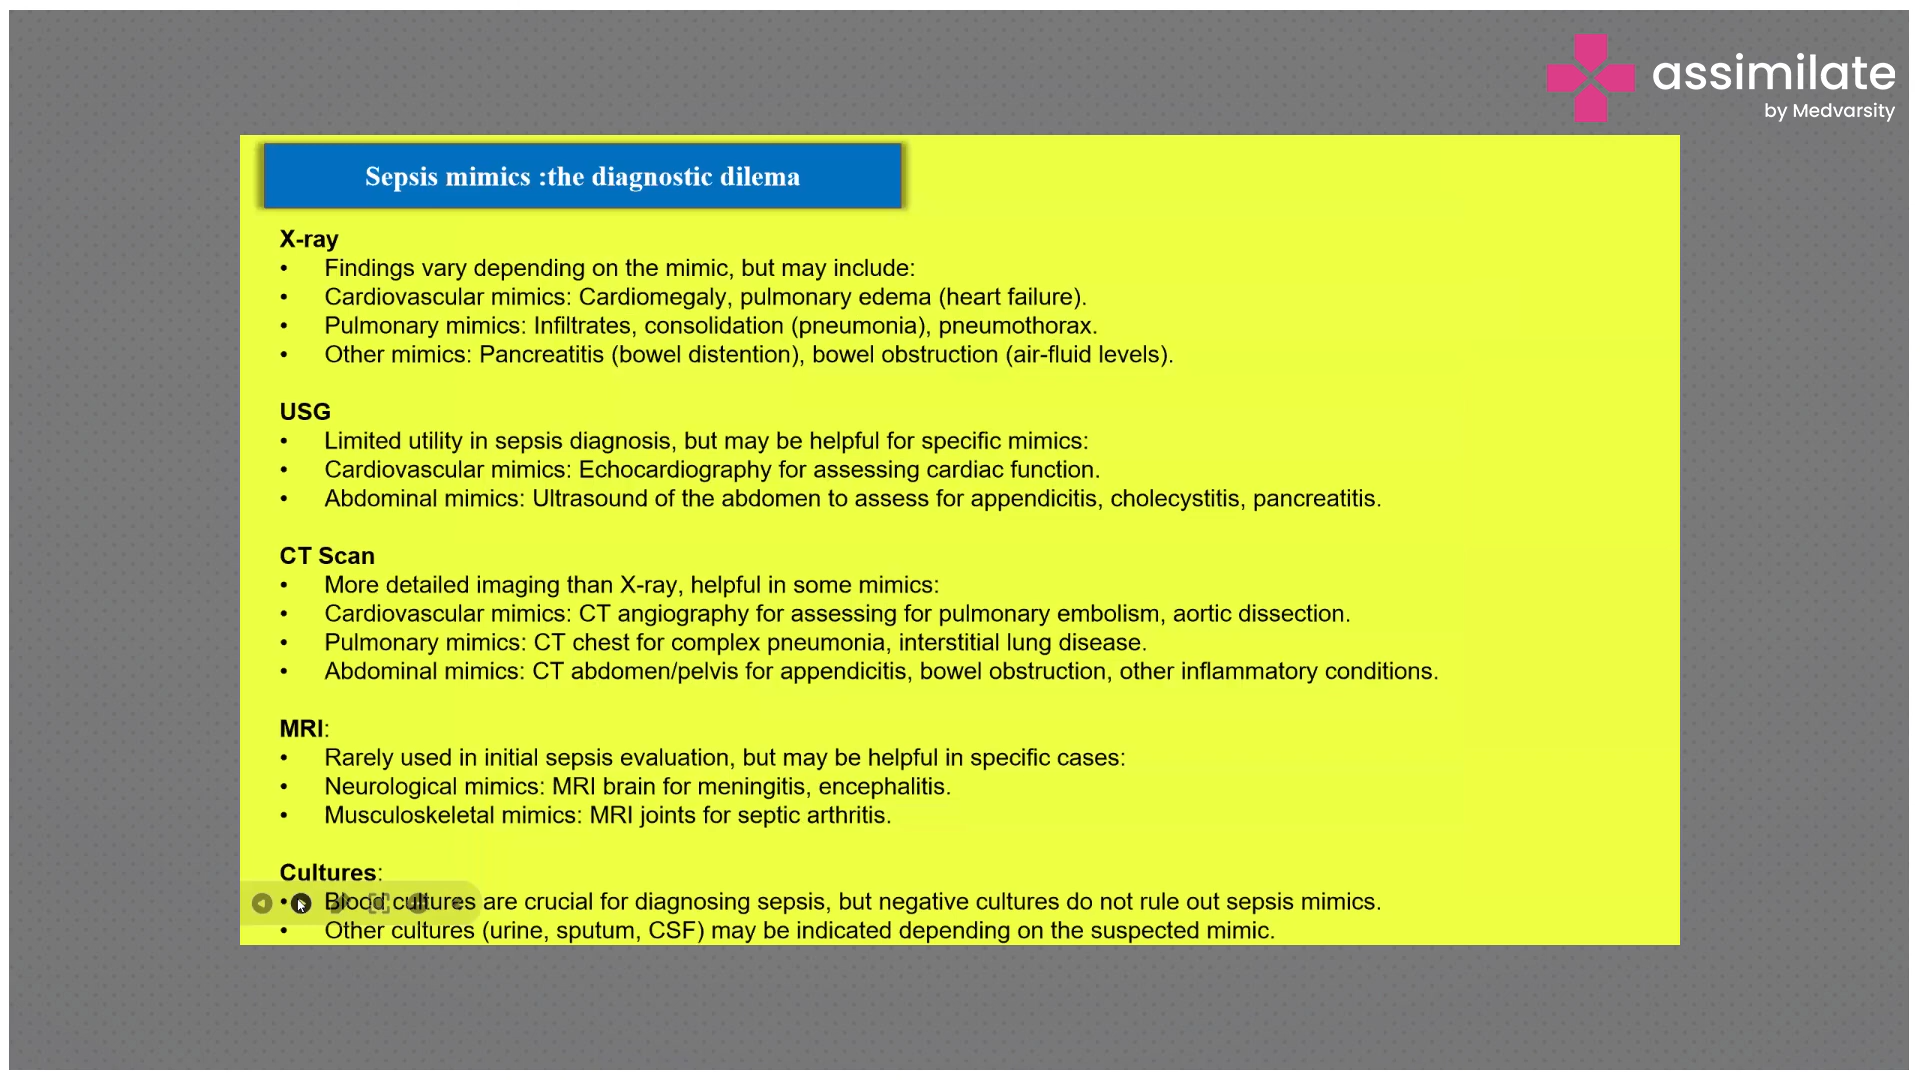 assimilate
by Medvarsity
Sepsis mimics :the diagnostic dilema
X-ray
• Findings vary depending on the mimic, but may include:
• Cardiovascular mimics: Cardiomegaly, pulmonary edema (heart failure).
• Pulmonary mimics: Infiltrates, consolidation (pneumonia), pneumothorax.
• Other mimics: Pancreatitis (bowel distention), bowel obstruction (air-fluid levels).
USG
• Limited utility in sepsis diagnosis, but may be helpful for specific mimics:
• Cardiovascular mimics: Echocardiography for assessing cardiac function.
• Abdominal mimics: Ultrasound of the abdomen to assess for appendicitis, cholecystitis, pancreatitis.
CT Scan
• More detailed imaging than X-ray, helpful in some mimics:
• Cardiovascular mimics: CT angiography for assessing for pulmonary embolism, aortic dissection.
• Pulmonary mimics: CT chest for complex pneumonia, interstitial lung disease.
• Abdominal mimics: CT abdomen/pelvis for appendicitis, bowel obstruction, other inflammatory conditions.
MRI:
• Rarely used in initial sepsis evaluation, but may be helpful in specific cases:
• Neurological mimics: MRI brain for meningitis, encephalitis.
• Musculoskeletal mimics: MRI joints for septic arthritis.
Cultures:
• Blood cultures are crucial for diagnosing sepsis, but negative cultures do not rule out sepsis mimics.
• Other cultures (urine, sputum, CSF) may be indicated depending on the suspected mimic.